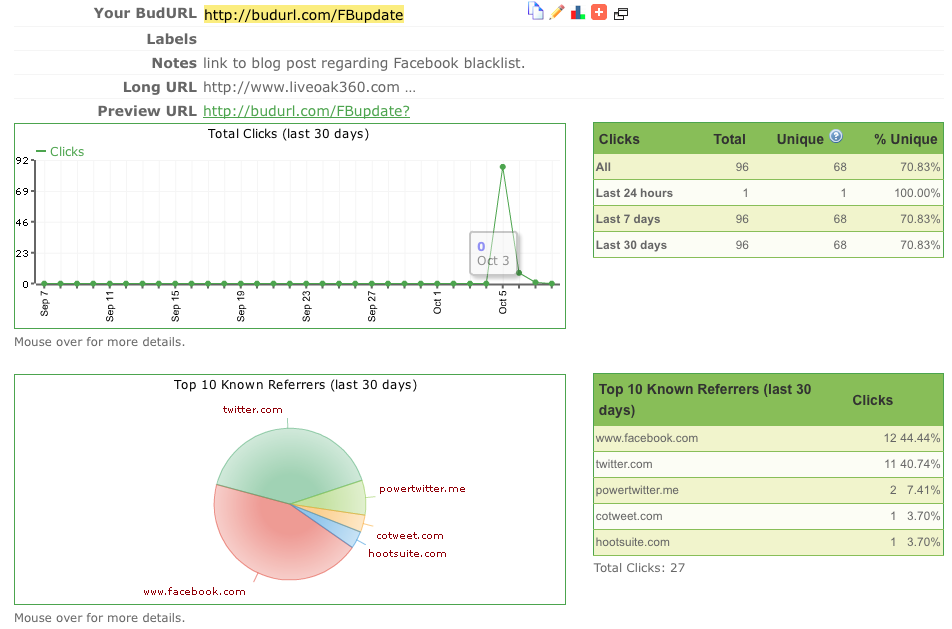 Your BudURL http://budurl.com/FBupdate
Labels
Notes link to blog post regarding Facebook blacklist.
Long URL http://www.liveoak360.com ...
Preview URL http://budurl.com/FBupdate?
Total Clicks (last 30 days)
Clicks
92
69
46
23
0
0
Oct 3
Sep 7
Sep 11
Sep 15
Sep 19
Sep 23
Sep 27
Oct 1
Oct 5
Mouse over for more details.
Clicks Total Unique ? % Unique
All 96 68 70.83%
Last 24 hours 1 1 100.00%
Last 7 days 96 68 70.83%
Last 30 days 96 68 70.83%
Top 10 Known Referrers (last 30 days)
twitter.com
powertwitter.me
cotweet.com
hootsuite.com
www.facebook.com
Mouse over for more details.
Top 10 Known Referrers (last 30
days) Clicks
www.facebook.com 12 44.44%
twitter.com 11 40.74%
powertwitter.me 2 7.41%
cotweet.com 1 3.70%
hootsuite.com 1 3.70%
Total Clicks: 27